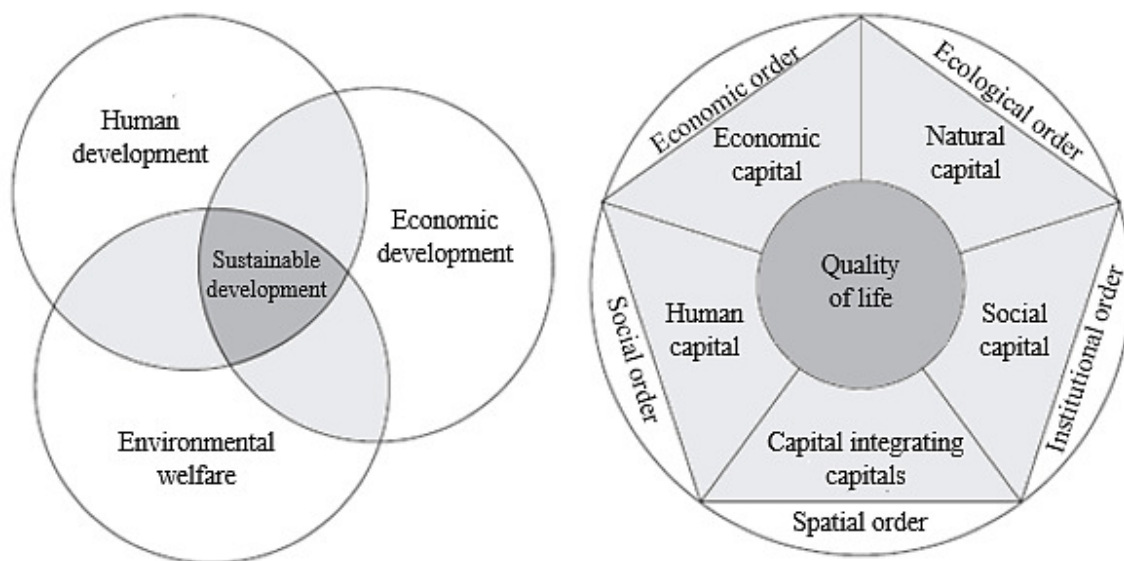 Human
development
Economic
development
Sustainable
development
Environmental
welfare
Economic order
Ecological order
Economic
capital
Natural
capital
Quality
of life
Human
capital
Social
capital
Social order
Institutional order
Capital integrating
capitals
Spatial order